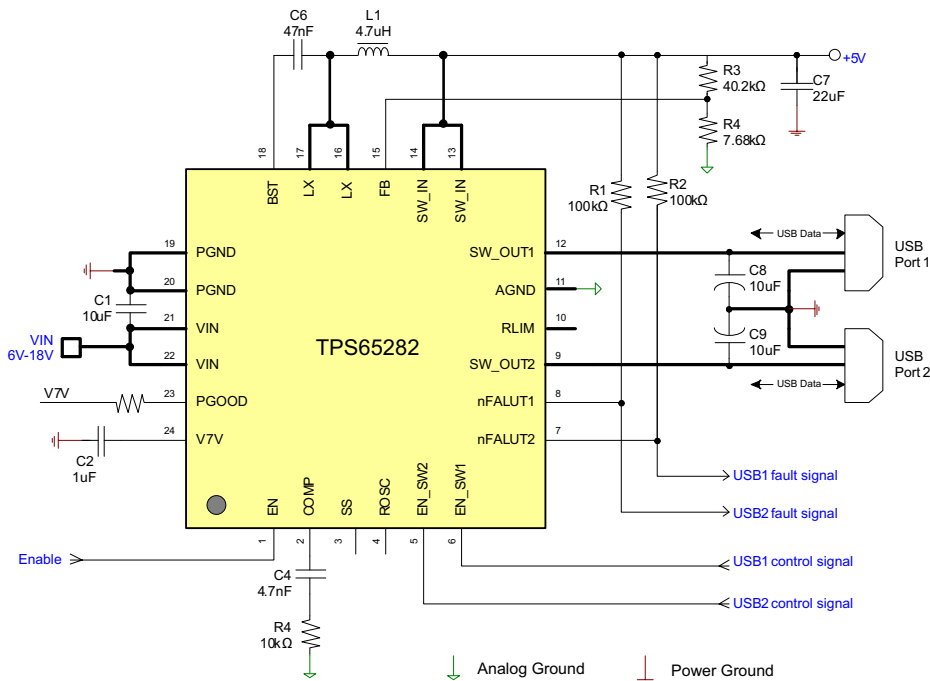 C6
47nF
L1
4.7uH
+5V
R3
40.2kΩ
C7
22uF
R4
7.68kΩ
18
17
16
15
14
13
BST
LX
LX
FB
SW_IN
SW_IN
R1
100kΩ
R2
100kΩ
USB Data
USB
Port 1
19
PGND
SW_OUT1
12
20
PGND
AGND
11
C8
10uF
C1
10uF
21
VIN
RLIM
10
C9
10uF
VIN
6V-18V
TPS65282
22
VIN
SW_OUT2
9
USB
Port 2
USB Data
V7V
23
PGOOD
nFALUT1
8
24
V7V
nFALUT2
7
C2
1uF
USB1 fault signal
USB2 fault signal
EN
COMP
SS
ROSC
EN_SW2
EN_SW1
1
2
3
4
5
6
Enable
USB1 control signal
C4
4.7nF
USB2 control signal
R4
10kΩ
Analog Ground
Power Ground